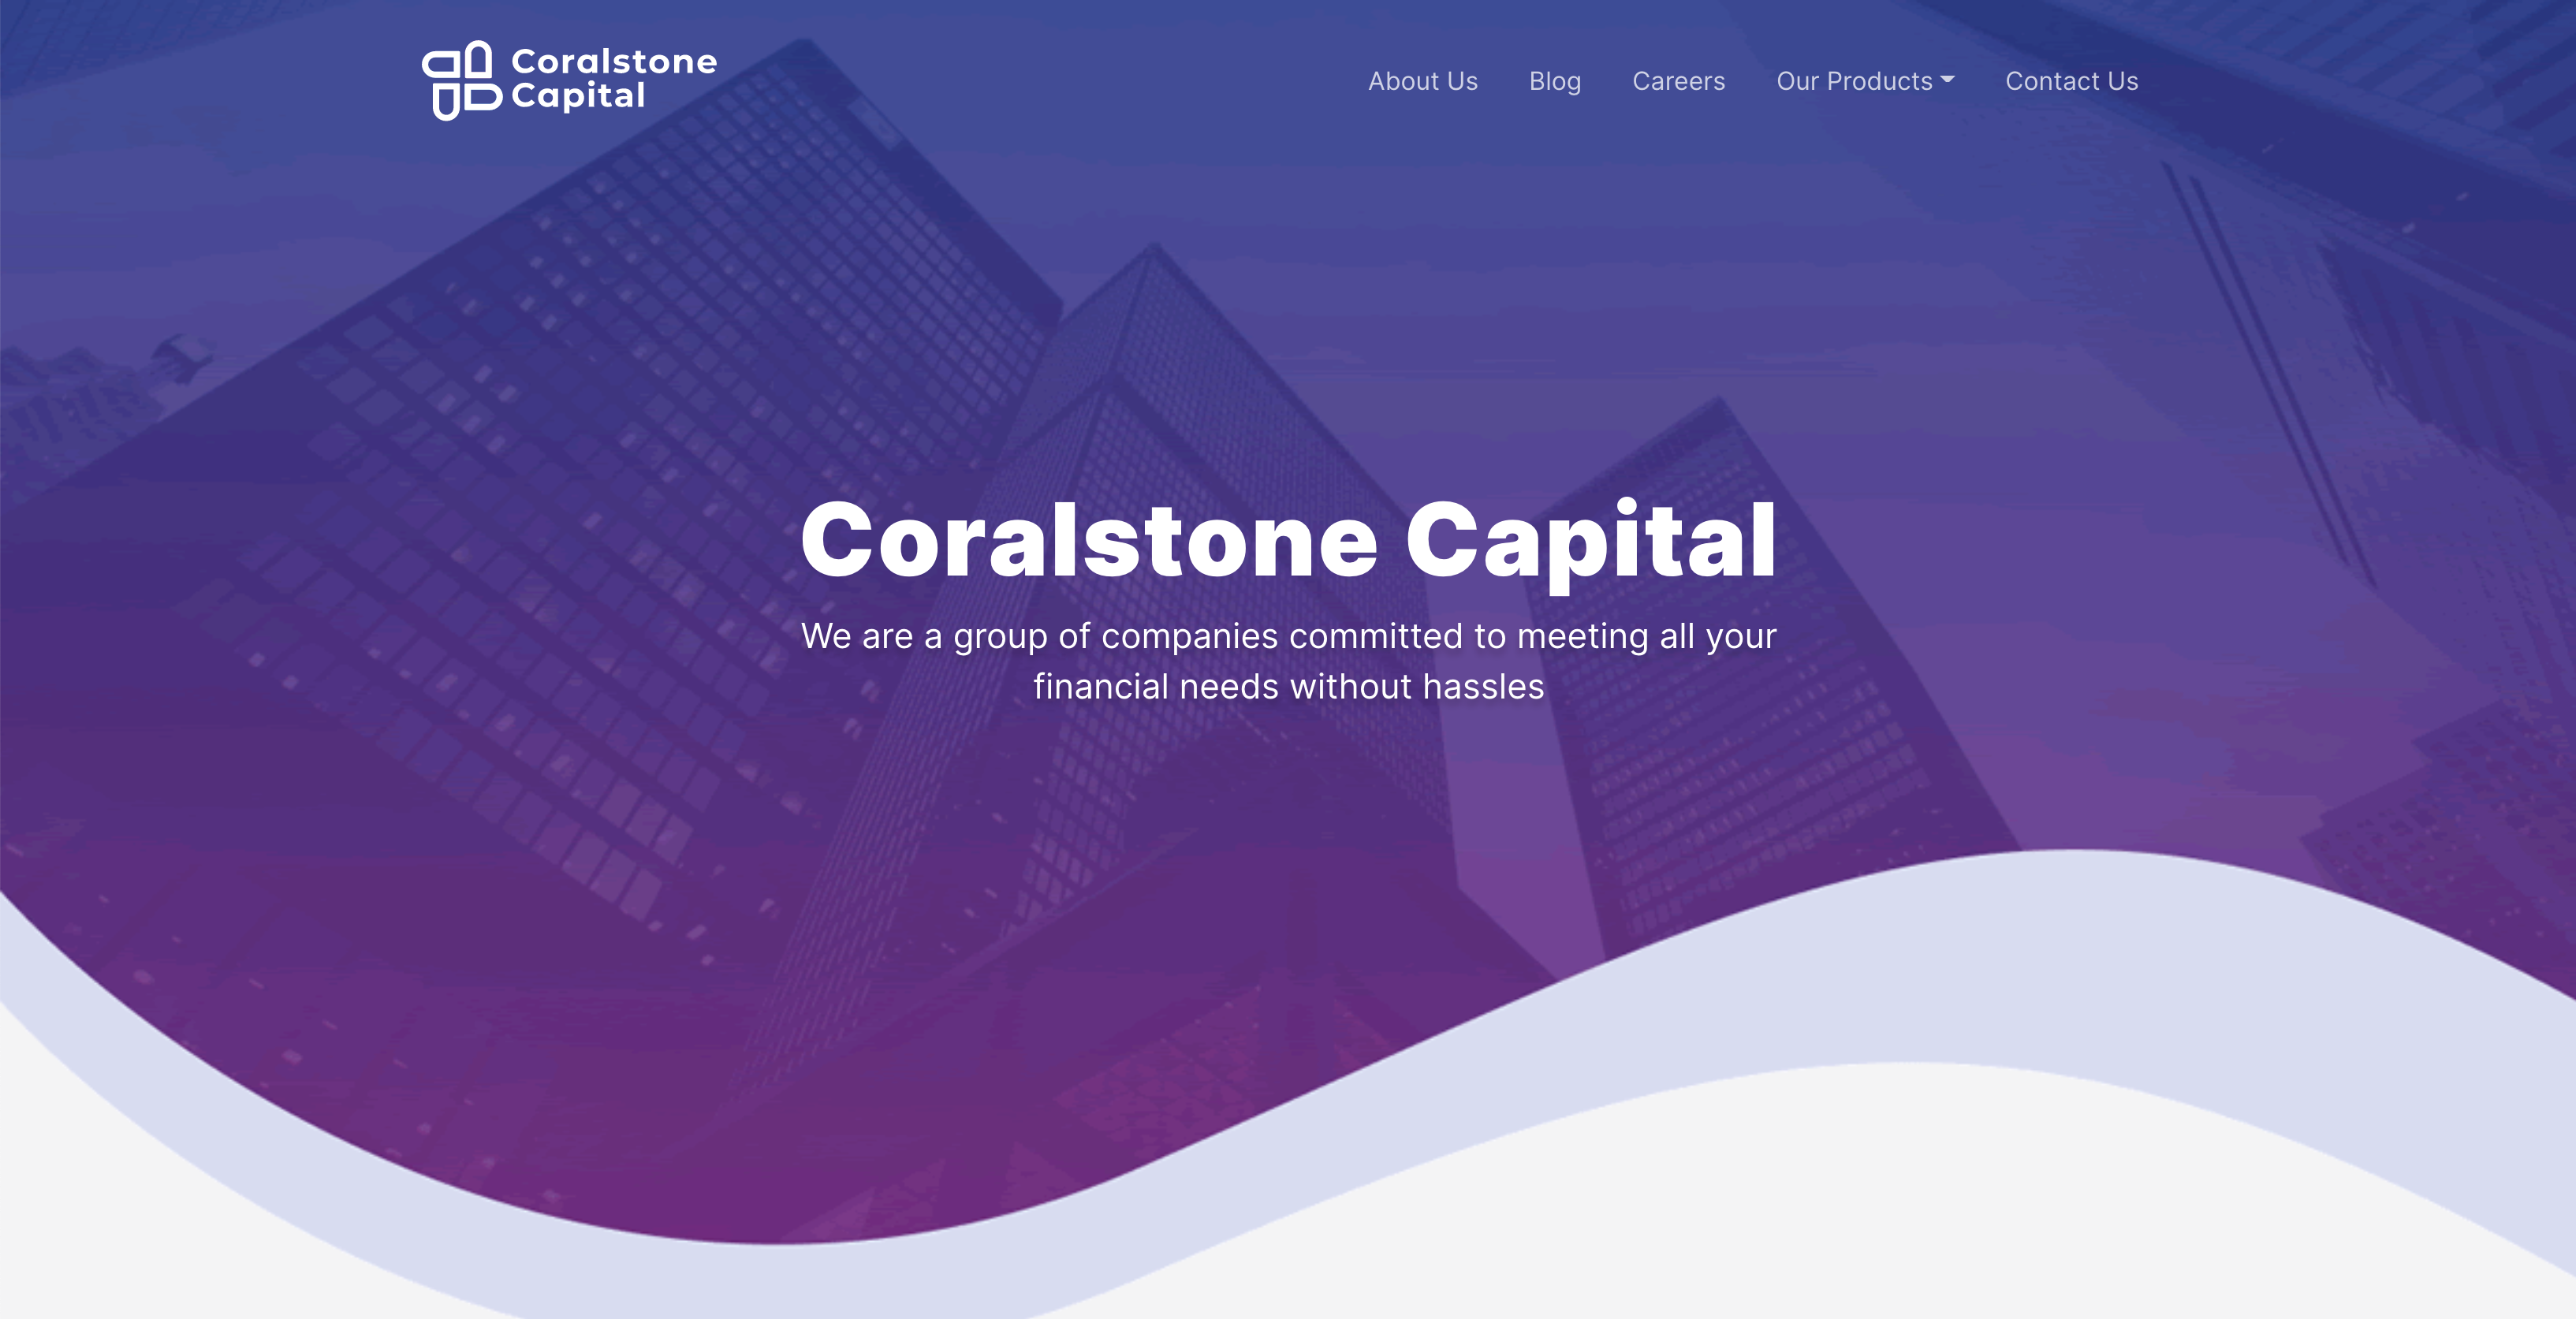 Coralstone
Capital
About Us
Blog
Careers
Our Products
Contact Us
Coralstone Capital
We are a group of companies committed to meeting all your
financial needs without hassles